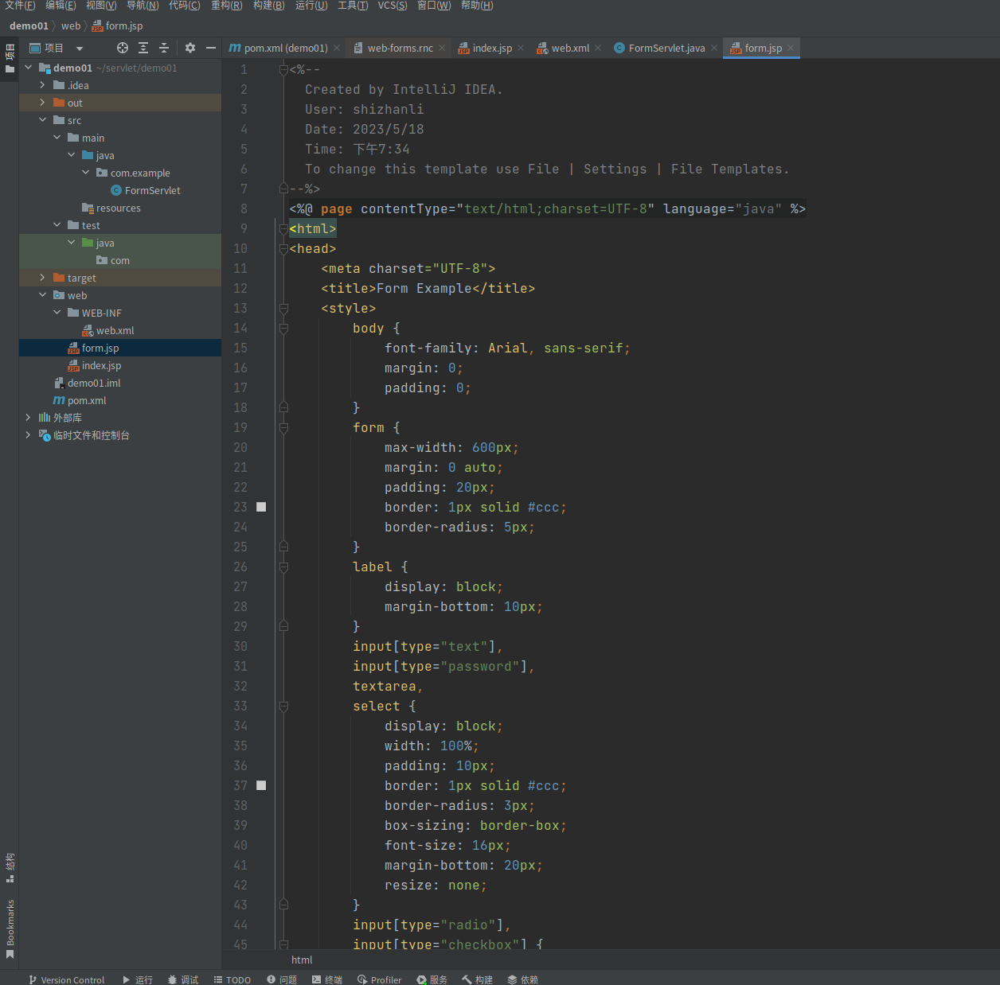 文件(F) 编辑(E) 视图(V) 导航(N) 代码(C) 重构(R) 构建(B) 运行(U) 工具(T) VCS(S) 窗口(W) 帮助(H)
demo01 web form.jsp
项目
项目
pom.xml (demo01) web-forms.rnc index.jsp web.xml FormServlet.java form.jsp
demo01 ~/servlet/demo01
.idea
out
src
main
java
com.example
FormServlet
resources
test
java
com
target
web
WEB-INF
web.xml
form.jsp
index.jsp
demo01.iml
pom.xml
外部库
临时文件和控制台
结构
Bookmarks
1 <%--
2 Created by IntelliJ IDEA.
3 User: shizhanli
4 Date: 2023/5/18
5 Time: 下午7:34
6 To change this template use File | Settings | File Templates.
7 --%>
8 <%@ page contentType="text/html;charset=UTF-8" language="java" %>
9 <html>
10 <head>
11 <meta charset="UTF-8">
12 <title>Form Example</title>
13 <style>
14 body {
15 font-family: Arial, sans-serif;
16 margin: 0;
17 padding: 0;
18 }
19 form {
20 max-width: 600px;
21 margin: 0 auto;
22 padding: 20px;
23 border: 1px solid #ccc;
24 border-radius: 5px;
25 }
26 label {
27 display: block;
28 margin-bottom: 10px;
29 }
30 input[type="text"],
31 input[type="password"],
32 textarea,
33 select {
34 display: block;
35 width: 100%;
36 padding: 10px;
37 border: 1px solid #ccc;
38 border-radius: 3px;
39 box-sizing: border-box;
40 font-size: 16px;
41 margin-bottom: 20px;
42 resize: none;
43 }
44 input[type="radio"],
45 input[type="checkbox"] {
html
Version Control 运行 调试 TODO 问题 终端 Profiler 服务 构建 依赖